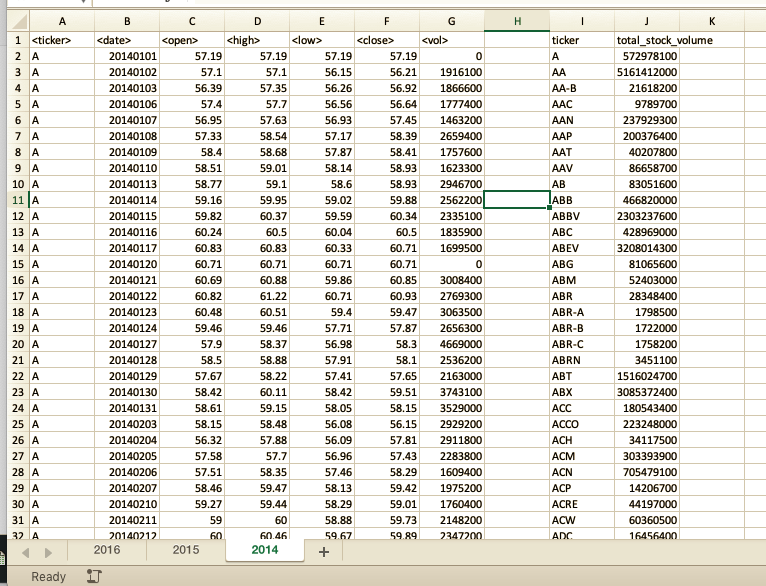 A B C D E F G H I J K
1 <ticker> <date> <open> <high> <low> <close> <vol> ticker total_stock_volume
2 A 20140101 57.19 57.19 57.19 57.19 0 A 572978100
3 A 20140102 57.1 57.1 56.15 56.21 1916100 AA 5161412000
4 A 20140103 56.39 57.35 56.26 56.92 1866600 AA-B 21618200
5 A 20140106 57.4 57.7 56.56 56.64 1777400 AAC 9789700
6 A 20140107 56.95 57.63 56.93 57.45 1463200 AAN 237929300
7 A 20140108 57.33 58.54 57.17 58.39 2659400 AAP 200376400
8 A 20140109 58.4 58.68 57.87 58.41 1757600 AAT 40207800
9 A 20140110 58.51 59.01 58.14 58.93 1623300 AAV 86658700
10 A 20140113 58.77 59.1 58.6 58.93 2946700 AB 83051600
11 A 20140114 59.16 59.95 59.02 59.88 2562200 ABB 466820000
12 A 20140115 59.82 60.37 59.59 60.34 2335100 ABBV 2303237600
13 A 20140116 60.24 60.5 60.04 60.5 1835900 ABC 428969000
14 A 20140117 60.83 60.83 60.33 60.71 1699500 ABEV 3208014300
15 A 20140120 60.71 60.71 60.71 60.71 0 ABG 81065600
16 A 20140121 60.69 60.88 59.86 60.85 3008400 ABM 52403000
17 A 20140122 60.82 61.22 60.71 60.93 2769300 ABR 28348400
18 A 20140123 60.48 60.51 59.4 59.47 3063500 ABR-A 1798500
19 A 20140124 59.46 59.46 57.71 57.87 2656300 ABR-B 1722000
20 A 20140127 57.9 58.37 56.98 58.3 4669000 ABR-C 1758200
21 A 20140128 58.5 58.88 57.91 58.1 2536200 ABRN 3451100
22 A 20140129 57.67 58.22 57.41 57.65 2163000 ABT 1516024700
23 A 20140130 58.42 60.11 58.42 59.51 3743100 ABX 3085372400
24 A 20140131 58.61 59.15 58.05 58.15 3529000 ACC 180543400
25 A 20140203 58.15 58.48 56.08 56.15 2929200 ACCO 223248000
26 A 20140204 56.32 57.88 56.09 57.81 2911800 ACH 34117500
27 A 20140205 57.58 57.7 56.96 57.43 2283800 ACM 303393900
28 A 20140206 57.51 58.35 57.46 58.29 1609400 ACN 705479100
29 A 20140207 58.46 59.47 58.13 59.42 1975200 ACP 14206700
30 A 20140210 59.27 59.44 58.29 59.01 1760400 ACRE 44197000
31 A 20140211 59 60 58.88 59.73 2148200 ACW 60360500
32 A 20140212 60 60.46 59.67 59.89 2347200 ADC 16456400
2016 2015 2014 +
Ready